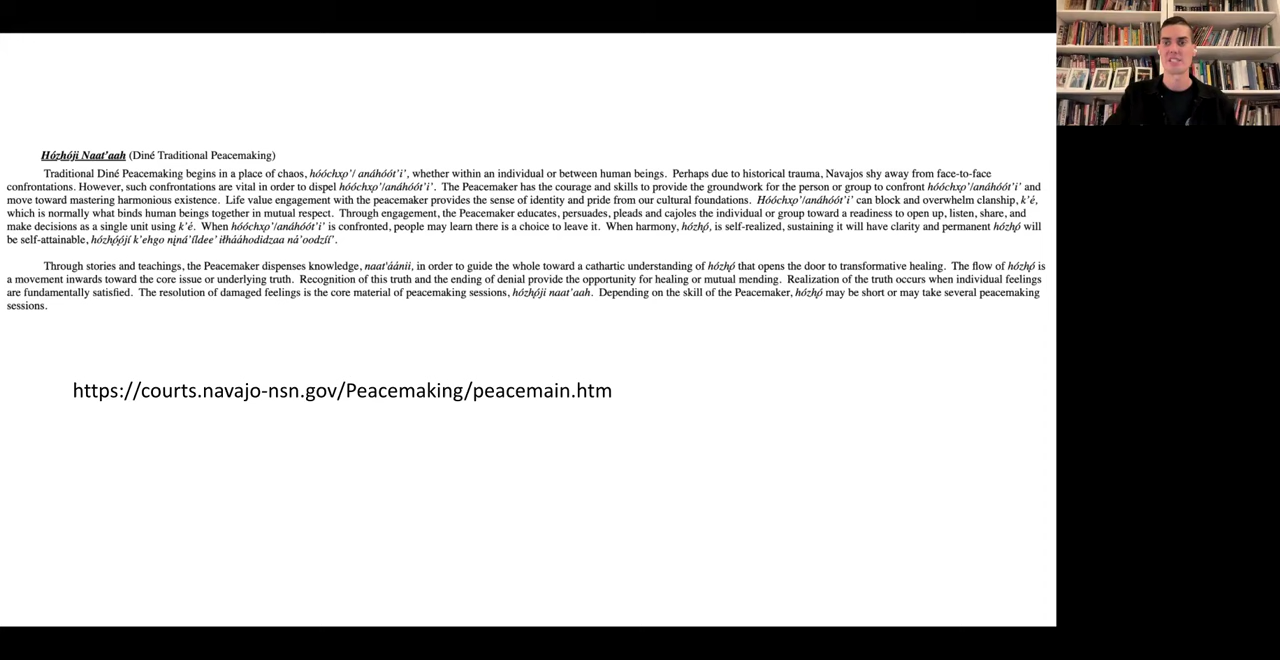 Hózhóji Naat'aah (Diné Traditional Peacemaking)
Traditional Diné Peacemaking begins in a place of chaos, hóóchxǫ'/ anáhóót'i', whether within an individual or between human beings. Perhaps due to historical trauma, Navajos shy away from face-to-face
confrontations. However, such confrontations are vital in order to dispel hóóchxǫ'/anáhóót'i'. The Peacemaker has the courage and skills to provide the groundwork for the person or group to confront hóóchxǫ'/anáhóót'i' and
move toward mastering harmonious existence. Life value engagement with the peacemaker provides the sense of identity and pride from our cultural foundations. Hóóchxǫ'/anáhóót'i' can block and overwhelm clanship, k'é,
which is normally what binds human beings together in mutual respect. Through engagement, the Peacemaker educates, persuades, pleads and cajoles the individual or group toward a readiness to open up, listen, share, and
make decisions as a single unit using k'é. When hóóchxǫ'/anáhóót'i' is confronted, people may learn there is a choice to leave it. When harmony, hózhǫ́, is self-realized, sustaining it will have clarity and permanent hózhǫ́ will
be self-attainable, hózhǫ́ǫ́jí k'ehgo nįná'íldee' iłhááhodidzaa ná'oodzíí'.
Through stories and teachings, the Peacemaker dispenses knowledge, naat'áánii, in order to guide the whole toward a cathartic understanding of hózhǫ́ that opens the door to transformative healing. The flow of hózhǫ́ is
a movement inwards toward the core issue or underlying truth. Recognition of this truth and the ending of denial provide the opportunity for healing or mutual mending. Realization of the truth occurs when individual feelings
are fundamentally satisfied. The resolution of damaged feelings is the core material of peacemaking sessions, hózhǫ́ji naat'aah. Depending on the skill of the Peacemaker, hózhǫ́ may be short or may take several peacemaking
sessions.
https://courts.navajo-nsn.gov/Peacemaking/peacemain.htm